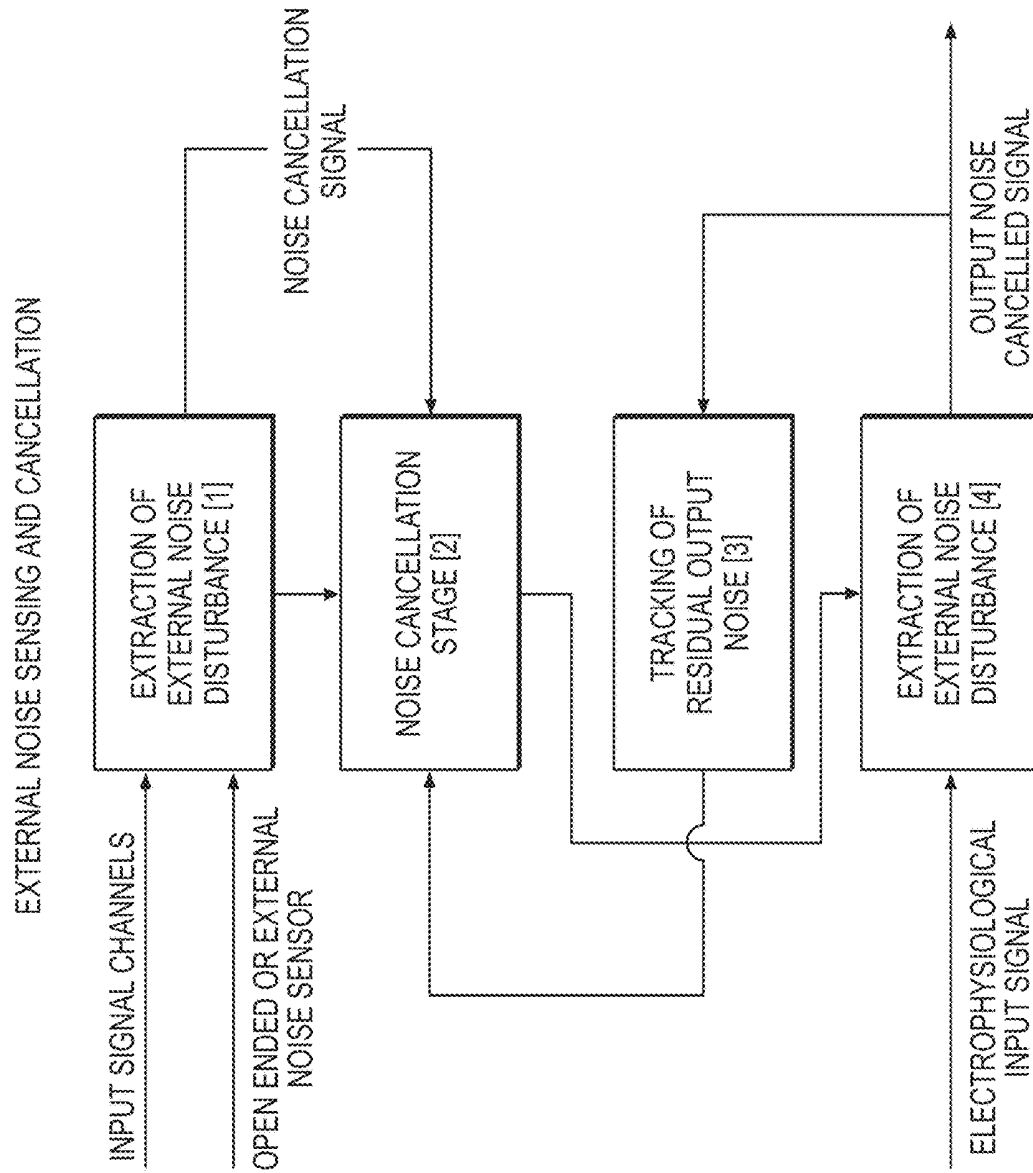 EXTERNAL NOISE SENSING AND CANCELLATION
INPUT SIGNAL CHANNELS
OPEN ENDED OR EXTERNAL
NOISE SENSOR
EXTRACTION OF
EXTERNAL NOISE
DISTURBANCE [1]
NOISE CANCELLATION
SIGNAL
NOISE CANCELLATION
STAGE [2]
TRACKING OF
RESIDUAL OUTPUT
NOISE [3]
ELECTROPHYSIOLOGICAL
INPUT SIGNAL
EXTRACTION OF
EXTERNAL NOISE
DISTURBANCE [4]
OUTPUT NOISE
CANCELLED SIGNAL